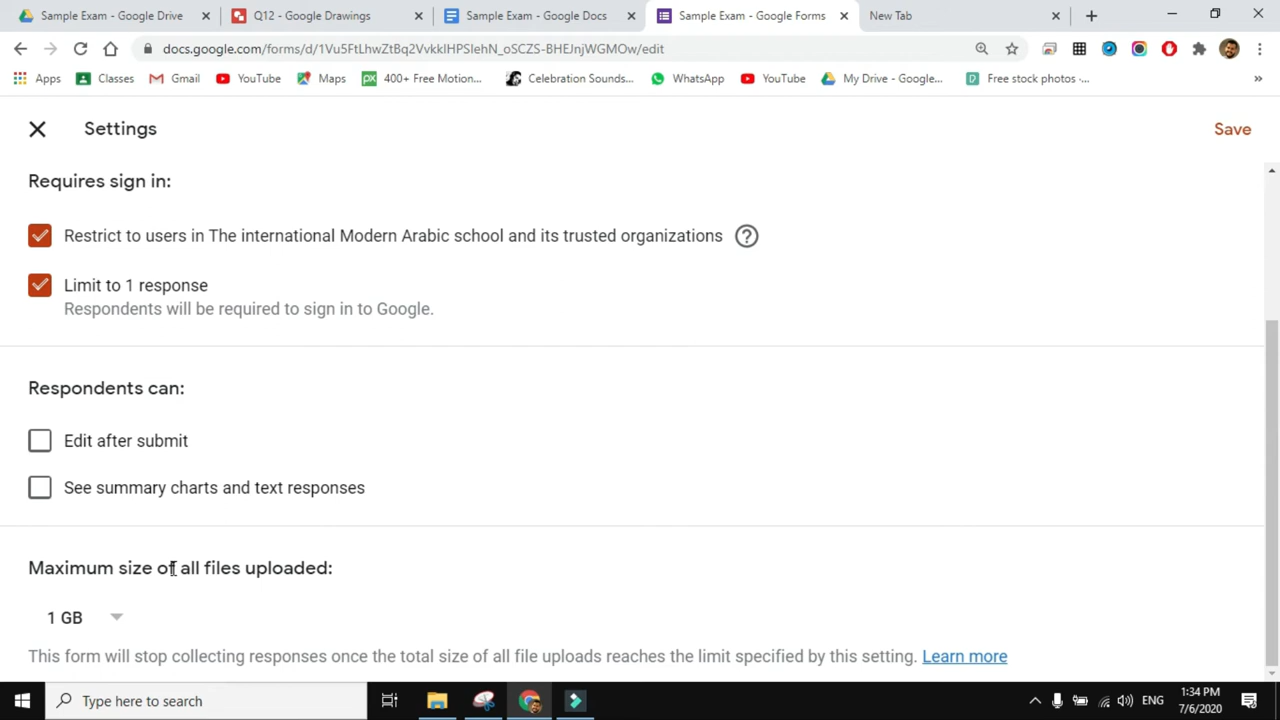 Sample Exam - Google Drive
Q12 - Google Drawings
Sample Exam - Google Docs
Sample Exam - Google Forms
New Tab
docs.google.com/forms/d/1Vu5FtLhwZtBq2VvkklHPSlehN_oSCZS-BHEJnjWGMOw/edit
Apps
Classes
Gmail
YouTube
Maps
400+ Free Motion...
Celebration Sounds...
WhatsApp
YouTube
My Drive - Google...
Free stock photos ·...
Settings
Save
Requires sign in:
Restrict to users in The international Modern Arabic school and its trusted organizations
Limit to 1 response
Respondents will be required to sign in to Google.
Respondents can:
Edit after submit
See summary charts and text responses
Maximum size of all files uploaded:
1 GB
This form will stop collecting responses once the total size of all file uploads reaches the limit specified by this setting. Learn more
Type here to search
ENG
1:34 PM
7/6/2020